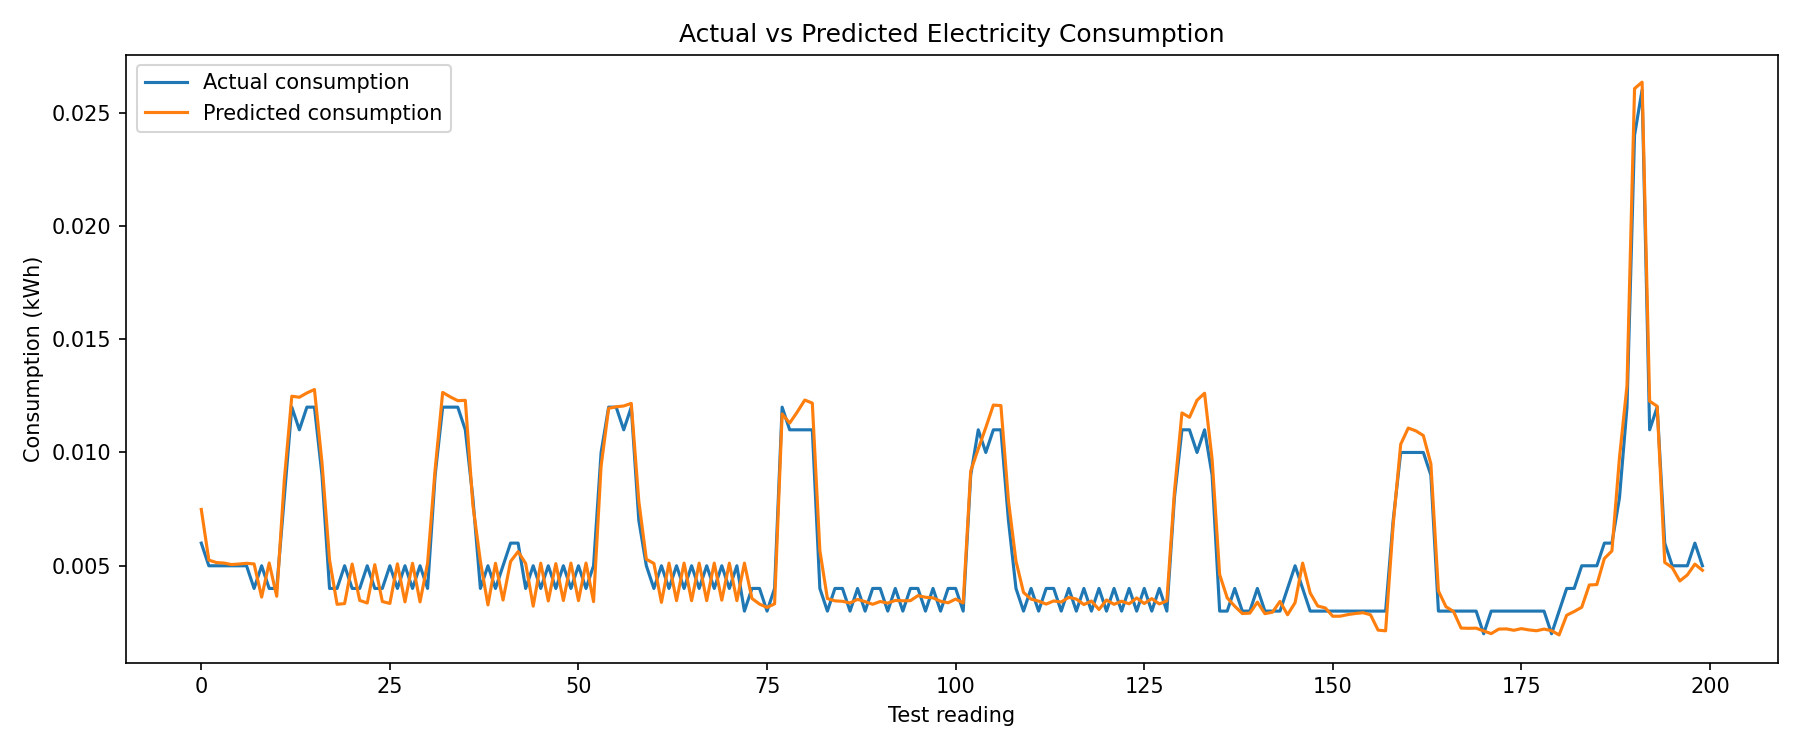 Actual vs Predicted Electricity Consumption
Actual consumption
Predicted consumption
Consumption (kWh)
0.025
0.020
0.015
0.010
0.005
0 25 50 75 100 125 150 175 200
Test reading